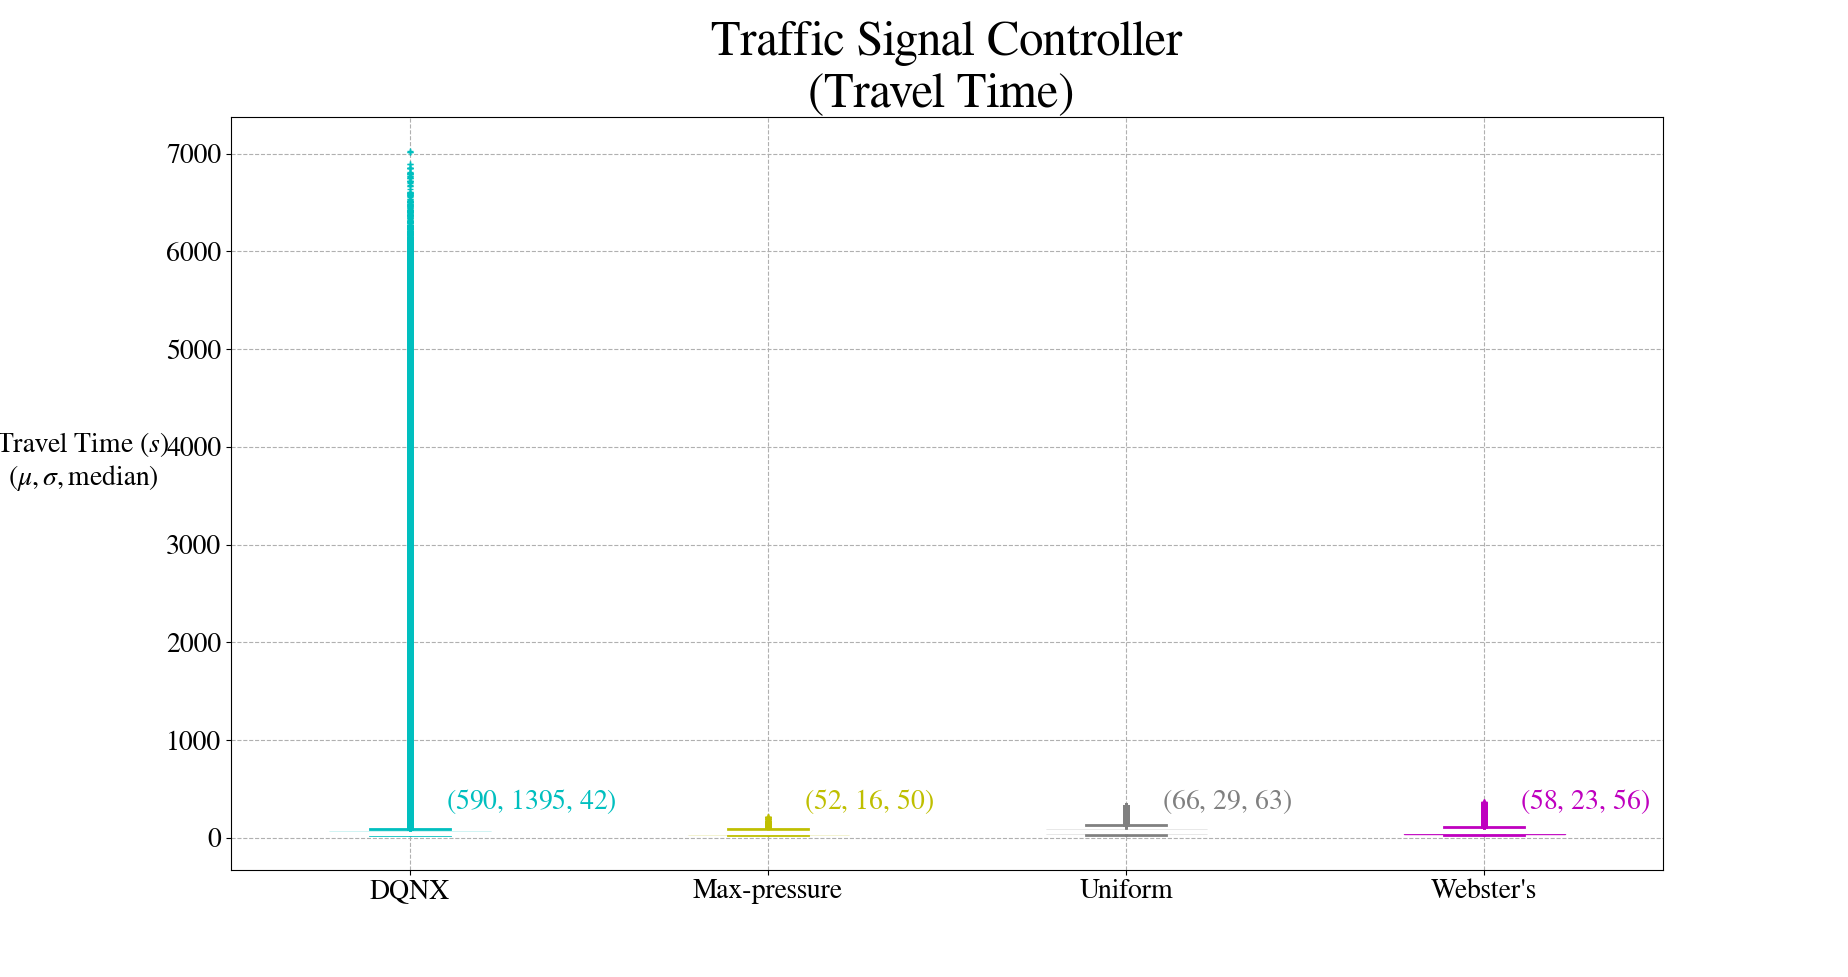 Traffic Signal Controller
(Travel Time)
7000
6000
5000
Travel Time (s)
(μ, σ, median)
4000
3000
2000
1000
0
(590, 1395, 42)
(52, 16, 50)
(66, 29, 63)
(58, 23, 56)
DQNX
Max-pressure
Uniform
Webster's